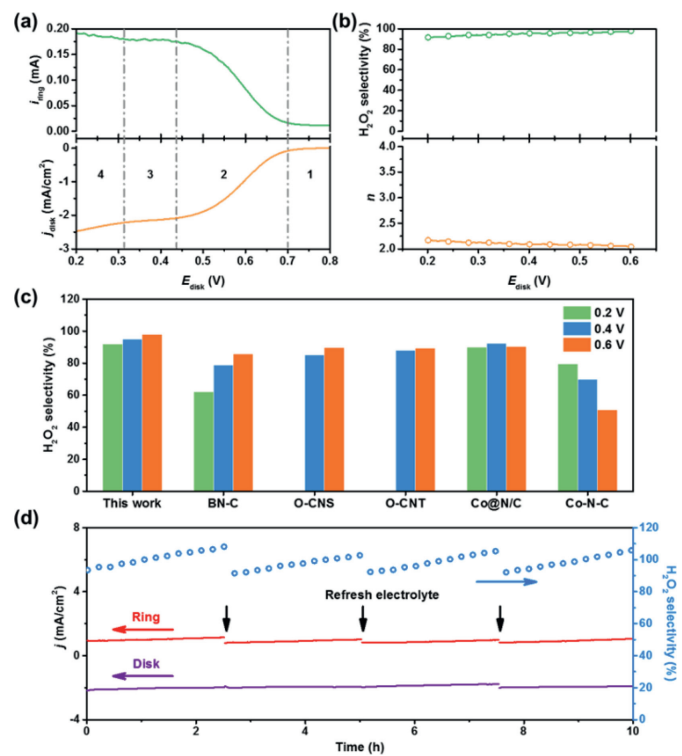 (a)
0.20
0.15
0.10
0.05
0.00
i ring (mA)
0
-1
-2
-3
j disk (mA/cm²)
4 3 2 1
0.2 0.3 0.4 0.5 0.6 0.7 0.8
E disk (V)
(b)
100
80
60
40
20
0
H₂O₂ selectivity (%)
4.0
3.5
3.0
2.5
2.0
n
0.2 0.3 0.4 0.5 0.6
E disk (V)
(c)
120
100
80
60
40
20
0
H₂O₂ selectivity (%)
0.2 V
0.4 V
0.6 V
This work BN-C O-CNS O-CNT Co@N/C Co-N-C
(d)
8
4
0
-4
j (mA/cm²)
Ring
Disk
Refresh electrolyte
120
100
80
60
40
20
0
H₂O₂ selectivity (%)
0 2 4 6 8 10
Time (h)